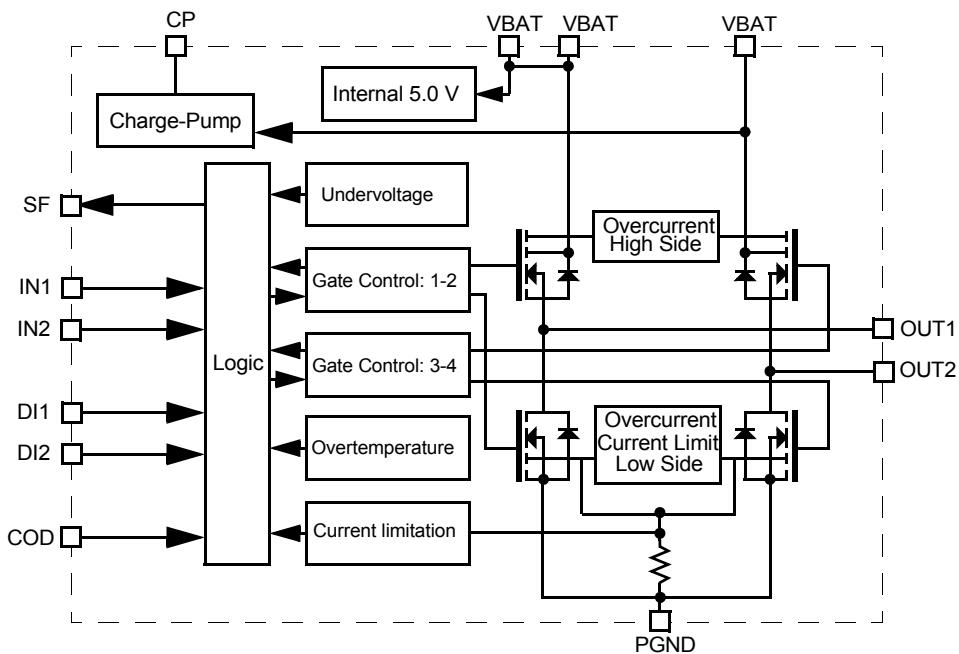 CP
VBAT
VBAT
VBAT
Internal 5.0 V
Charge-Pump
SF
Undervoltage
Overcurrent
High Side
IN1
Gate Control: 1-2
IN2
OUT1
Logic
Gate Control: 3-4
OUT2
DI1
Overcurrent
Current Limit
Low Side
DI2
Overtemperature
COD
Current limitation
PGND